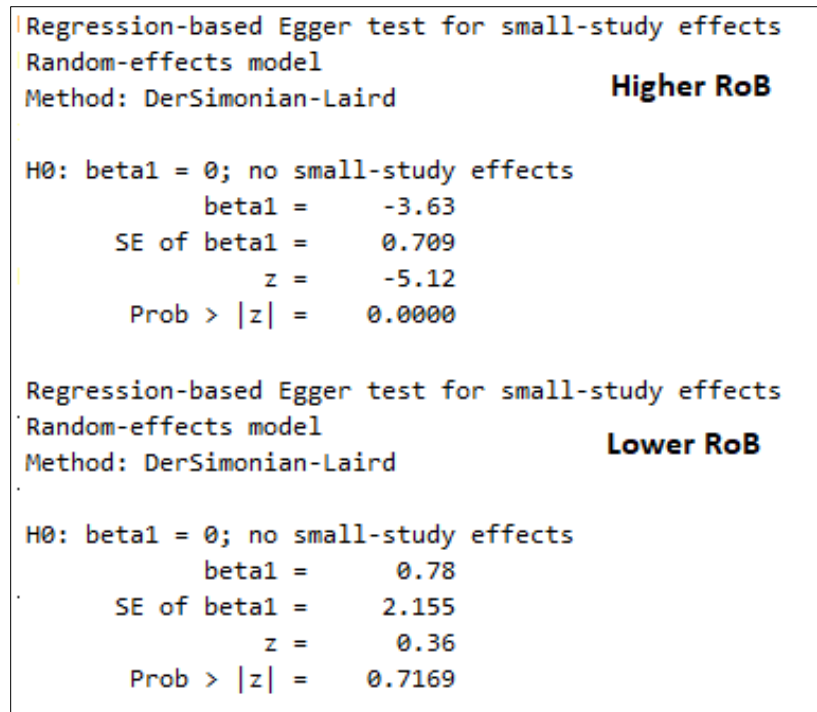 Regression-based Egger test for small-study effects
Random-effects model
Method: DerSimonian-Laird
Higher RoB
H0: beta1 = 0; no small-study effects
beta1 = -3.63
SE of beta1 = 0.709
z = -5.12
Prob > |z| = 0.0000
Regression-based Egger test for small-study effects
Random-effects model
Method: DerSimonian-Laird
Lower RoB
H0: beta1 = 0; no small-study effects
beta1 = 0.78
SE of beta1 = 2.155
z = 0.36
Prob > |z| = 0.7169